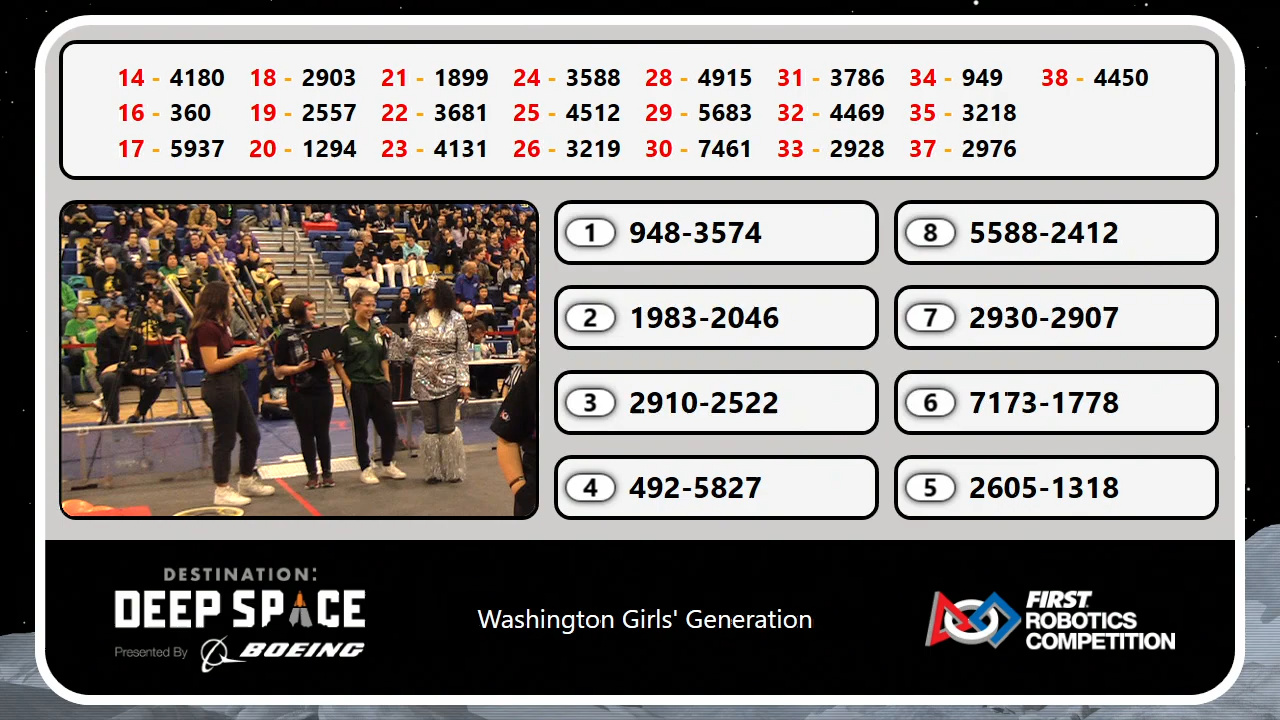 14 - 4180 18 - 2903 21 - 1899 24 - 3588 28 - 4915 31 - 3786 34 - 949 38 - 4450
16 - 360 19 - 2557 22 - 3681 25 - 4512 29 - 5683 32 - 4469 35 - 3218
17 - 5937 20 - 1294 23 - 4131 26 - 3219 30 - 7461 33 - 2928 37 - 2976
1 948-3574
8 5588-2412
2 1983-2046
7 2930-2907
3 2910-2522
6 7173-1778
4 492-5827
5 2605-1318
DESTINATION:
DEEP SPACE
Presented By BOEING
Washington Girls' Generation
FIRST
ROBOTICS
COMPETITION